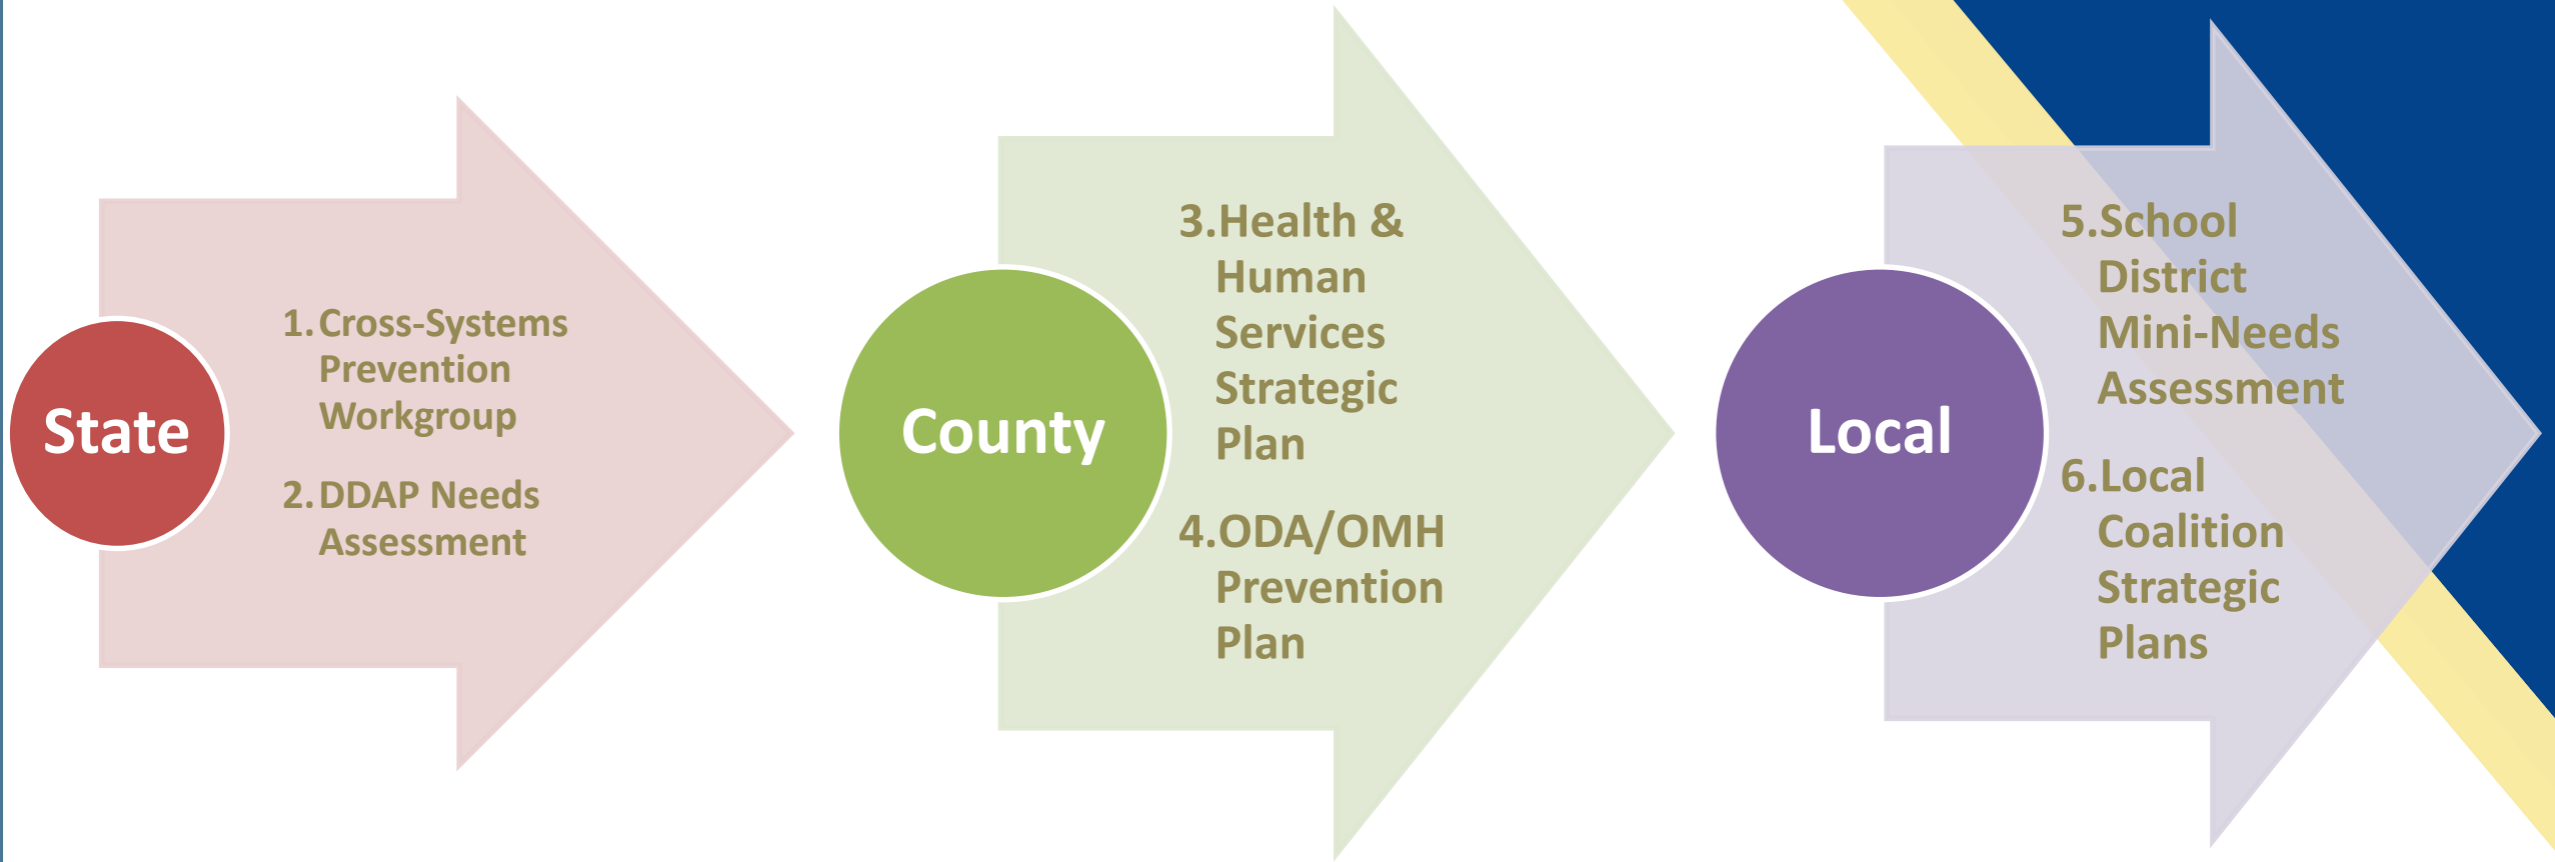 State
1. Cross-Systems
Prevention
Workgroup
2. DDAP Needs
Assessment
County
3.Health &
Human
Services
Strategic
Plan
4.ODA/OMH
Prevention
Plan
Local
5.School
District
Mini-Needs
Assessment
6.Local
Coalition
Strategic
Plans